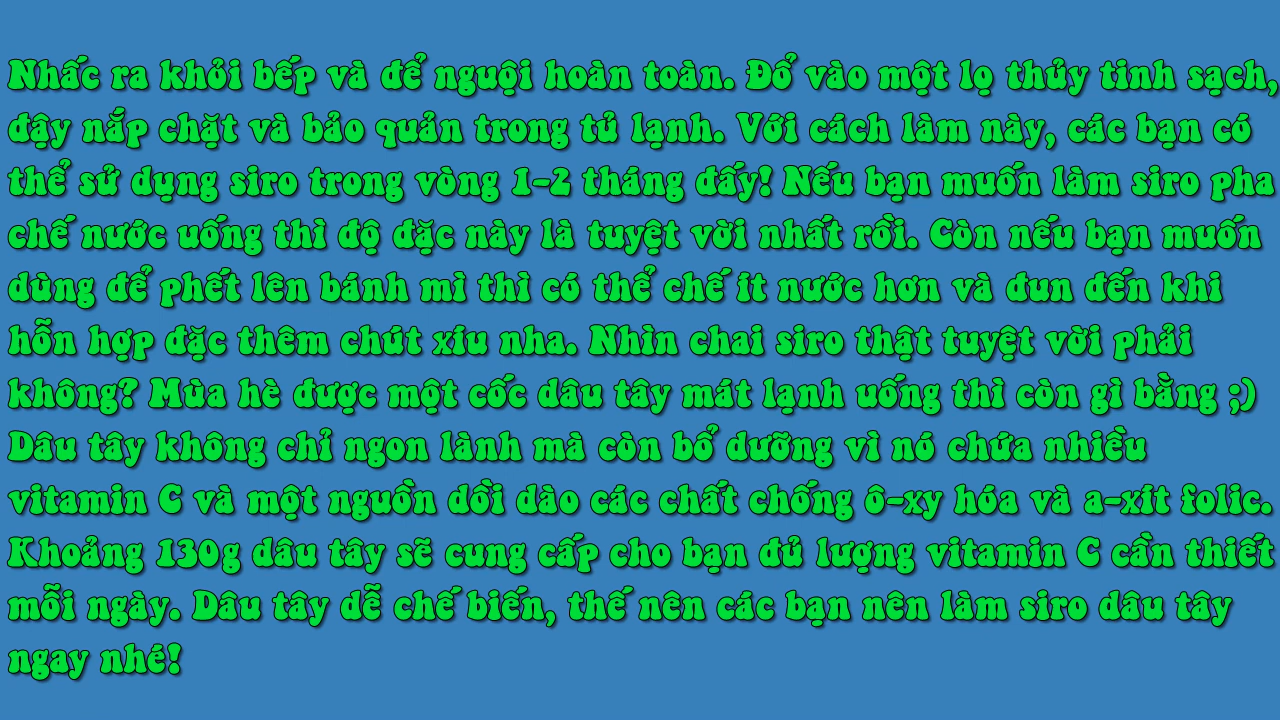 Nhấc ra khỏi bếp và để nguội hoàn toàn. Đổ vào một lọ thủy tinh sạch,
đậy nắp chặt và bảo quản trong tủ lạnh. Với cách làm này, các bạn có
thể sử dụng siro trong vòng 1-2 tháng đấy! Nếu bạn muốn làm siro pha
chế nước uống thì độ đặc này là tuyệt vời nhất rồi. Còn nếu bạn muốn
dùng để phết lên bánh mì thì có thể chế ít nước hơn và đun đến khi
hỗn hợp đặc thêm chút xíu nha. Nhìn chai siro thật tuyệt vời phải
không? Mùa hè được một cốc dâu tây mát lạnh uống thì còn gì bằng ;)
Dâu tây không chỉ ngon lành mà còn bổ dưỡng vì nó chứa nhiều
vitamin C và một nguồn dồi dào các chất chống ô-xy hóa và a-xít folic.
Khoảng 130g dâu tây sẽ cung cấp cho bạn đủ lượng vitamin C cần thiết
mỗi ngày. Dâu tây dễ chế biến, thế nên các bạn nên làm siro dâu tây
ngay nhé!